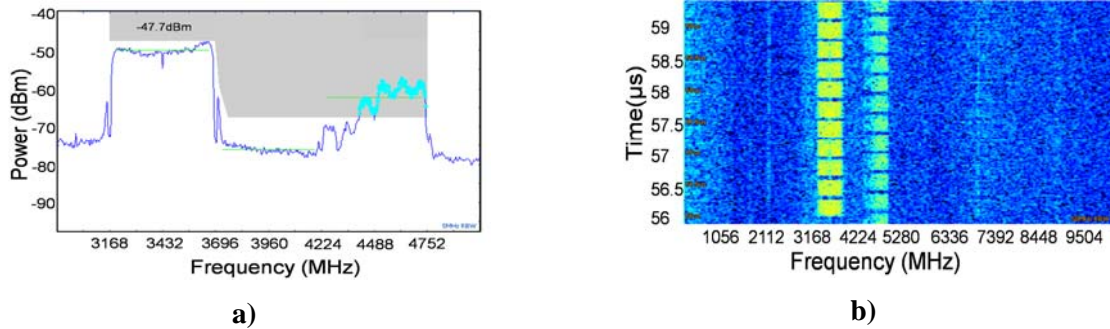 -40
-50
-60
-70
-80
-90
Power (dBm)
-47.7dBm
3168 3432 3696 3960 4224 4488 4752
Frequency (MHz)
a)
59
58.5
58
57.5
57
56.5
56
Time(µs)
1056 2112 3168 4224 5280 6336 7392 8448 9504
Frequency (MHz)
b)